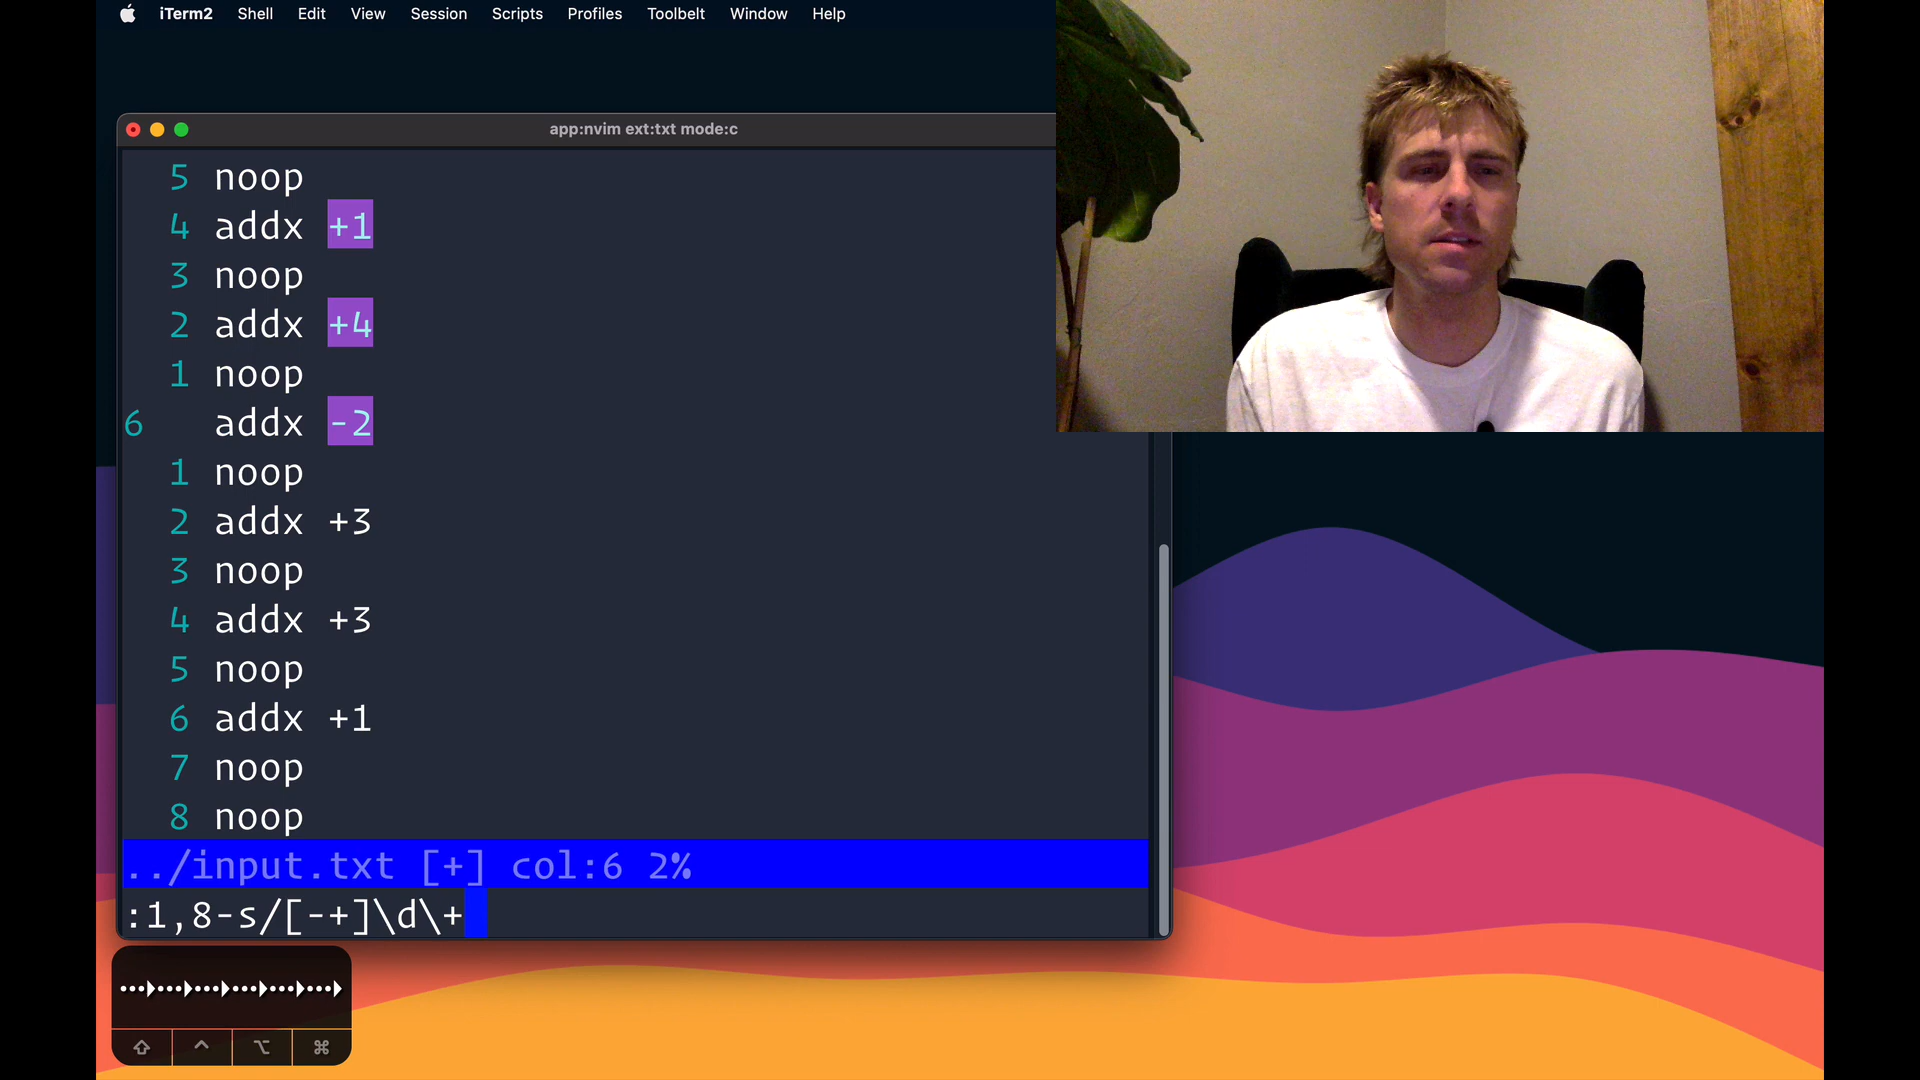 iTerm2 Shell Edit View Session Scripts Profiles Toolbelt Window Help
app:nvim ext:txt mode:c
5 noop
4 addx +1
3 noop
2 addx +4
1 noop
6 addx -2
1 noop
2 addx +3
3 noop
4 addx +3
5 noop
6 addx +1
7 noop
8 noop
../input.txt [+] col:6 2%
:1,8-s/[-+]\d\+